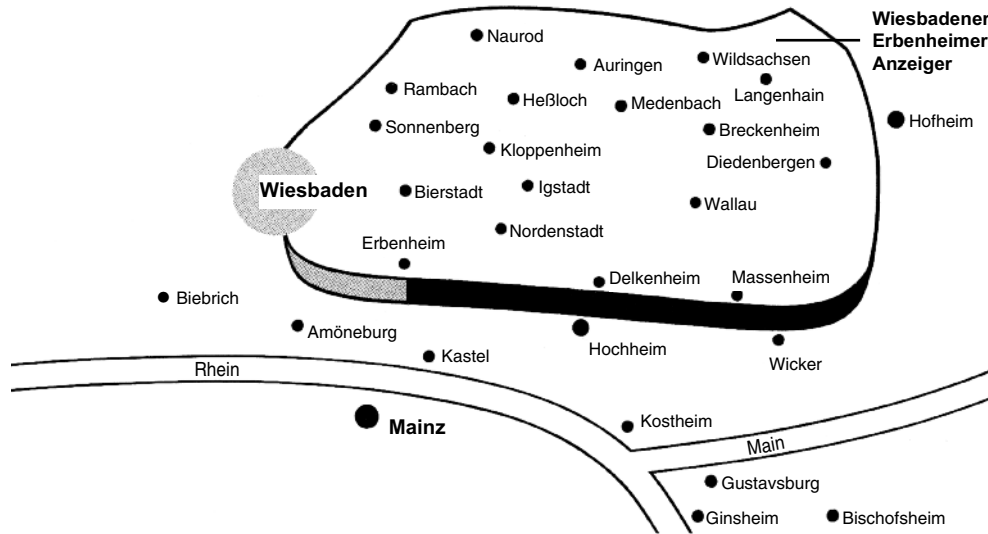 Wiesbadener
Erbenheimer
Anzeiger
Naurod
Wildsachsen
Auringen
Rambach
Heßloch
Medenbach
Langenhain
Hofheim
Sonnenberg
Breckenheim
Kloppenheim
Diedenbergen
Wiesbaden
Bierstadt
Igstadt
Wallau
Nordenstadt
Erbenheim
Delkenheim
Massenheim
Biebrich
Amöneburg
Hochheim
Kastel
Wicker
Rhein
Mainz
Kostheim
Main
Gustavsburg
Ginsheim
Bischofsheim